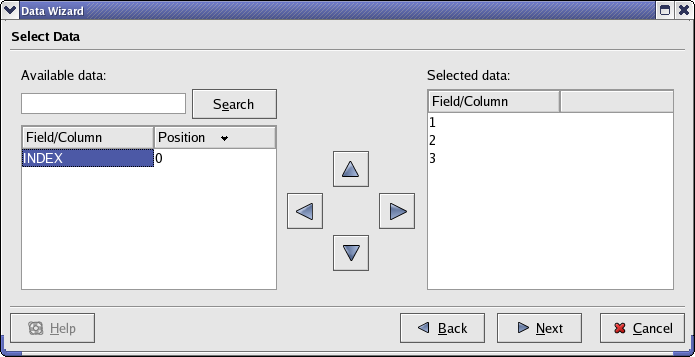 Data Wizard
Select Data
Available data:
Selected data:
Search
Field/Column Position
INDEX 0
Field/Column
1
2
3
Help
Back
Next
Cancel